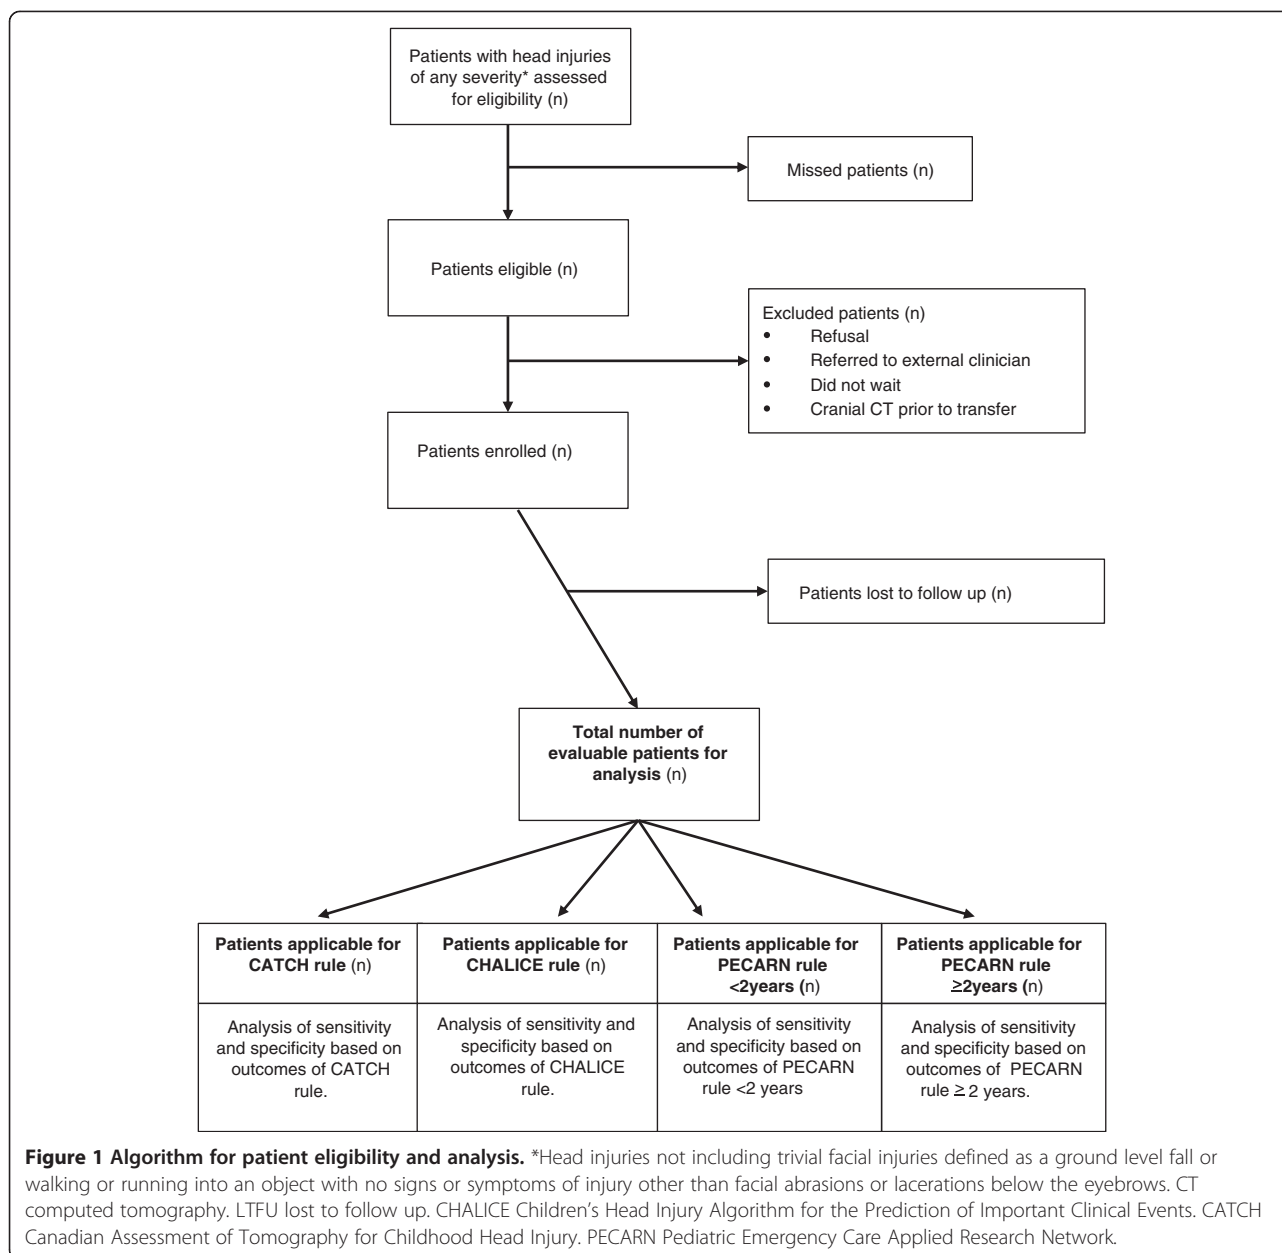 Patients with head injuries
of any severity* assessed
for eligibility (n)
Missed patients (n)
Patients eligible (n)
Excluded patients (n)
• Refusal
• Referred to external clinician
• Did not wait
• Cranial CT prior to transfer
Patients enrolled (n)
Patients lost to follow up (n)
Total number of
evaluable patients for
analysis (n)
Patients applicable for
CATCH rule (n)
Patients applicable for
CHALICE rule (n)
Patients applicable for
PECARN rule
<2years (n)
Patients applicable for
PECARN rule
≥2years (n)
Analysis of sensitivity
and specificity based on
outcomes of CATCH
rule.
Analysis of sensitivity and
specificity based on
outcomes of CHALICE
rule.
Analysis of sensitivity
and specificity based on
outcomes of PECARN
rule <2 years
Analysis of sensitivity
and specificity based on
outcomes of PECARN
rule ≥ 2 years.
Figure 1 Algorithm for patient eligibility and analysis. *Head injuries not including trivial facial injuries defined as a ground level fall or
walking or running into an object with no signs or symptoms of injury other than facial abrasions or lacerations below the eyebrows. CT
computed tomography. LTFU lost to follow up. CHALICE Children's Head Injury Algorithm for the Prediction of Important Clinical Events. CATCH
Canadian Assessment of Tomography for Childhood Head Injury. PECARN Pediatric Emergency Care Applied Research Network.